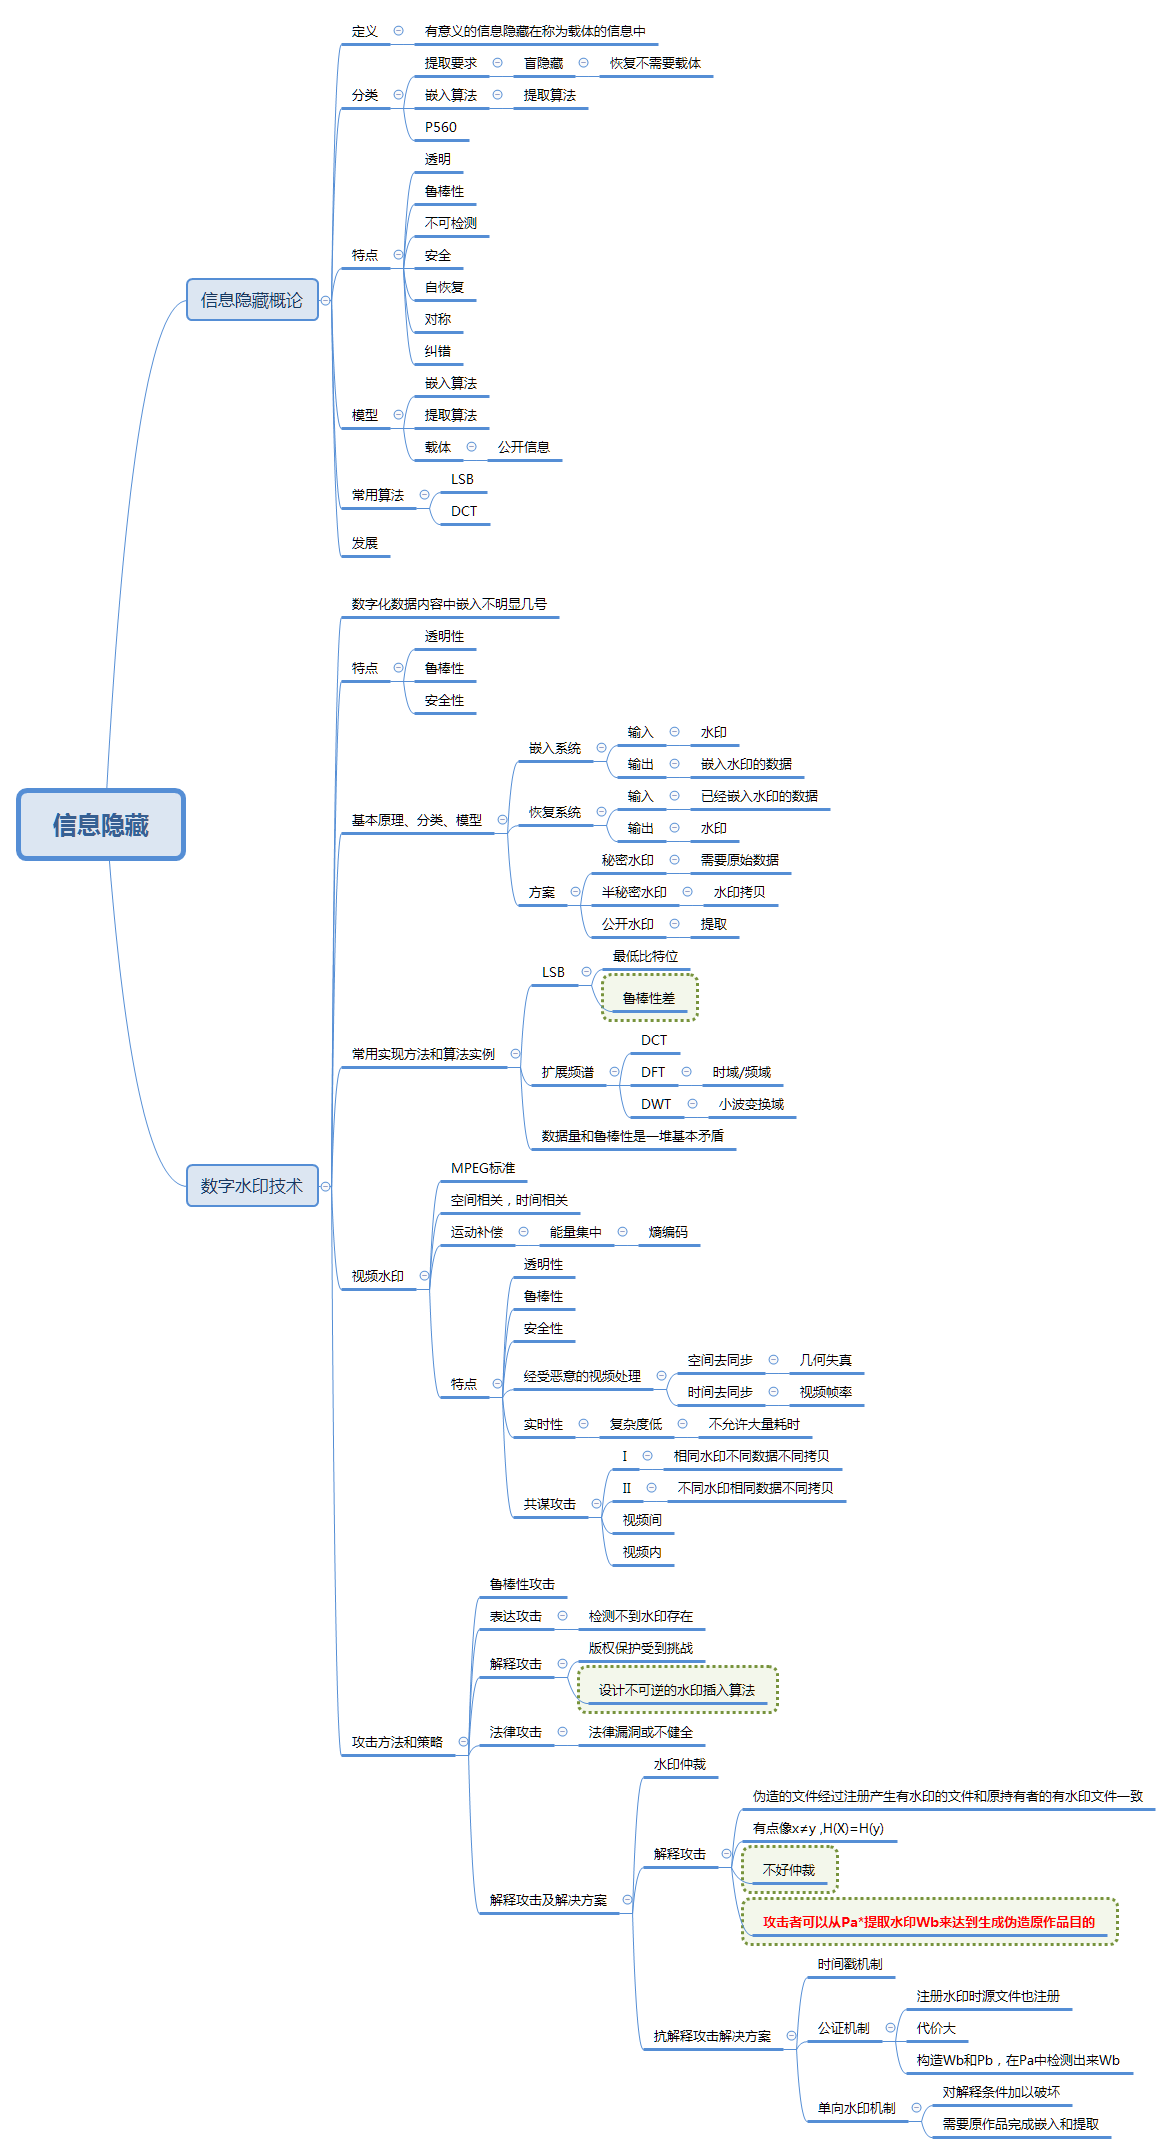 信息隐藏
信息隐藏概论
定义
有意义的信息隐藏在称为载体的信息中
分类
提取要求
盲隐藏
恢复不需要载体
嵌入算法
提取算法
P560
特点
透明
鲁棒性
不可检测
安全
自恢复
对称
纠错
模型
嵌入算法
提取算法
载体
公开信息
常用算法
LSB
DCT
发展
数字水印技术
数字化数据内容中嵌入不明显几号
特点
透明性
鲁棒性
安全性
基本原理、分类、模型
嵌入系统
输入
水印
输出
嵌入水印的数据
恢复系统
输入
已经嵌入水印的数据
输出
水印
方案
秘密水印
需要原始数据
半秘密水印
水印拷贝
公开水印
提取
常用实现方法和算法实例
LSB
最低比特位
鲁棒性差
扩展频谱
DCT
DFT
时域/频域
DWT
小波变换域
数据量和鲁棒性是一堆基本矛盾
视频水印
MPEG标准
空间相关，时间相关
运动补偿
能量集中
熵编码
特点
透明性
鲁棒性
安全性
经受恶意的视频处理
空间去同步
几何失真
时间去同步
视频帧率
实时性
复杂度低
不允许大量耗时
共谋攻击
I
相同水印不同数据不同拷贝
II
不同水印相同数据不同拷贝
视频间
视频内
攻击方法和策略
鲁棒性攻击
表达攻击
检测不到水印存在
解释攻击
版权保护受到挑战
设计不可逆的水印插入算法
法律攻击
法律漏洞或不健全
解释攻击及解决方案
水印仲裁
解释攻击
伪造的文件经过注册产生有水印的文件和原持有者的有水印文件一致
有点像x≠y ,H(X)=H(y)
不好仲裁
攻击者可以从Pa*提取水印Wb来达到生成伪造原作品目的
抗解释攻击解决方案
时间戳机制
公证机制
注册水印时源文件也注册
代价大
构造Wb和Pb，在Pa中检测出来Wb
单向水印机制
对解释条件加以破坏
需要原作品完成嵌入和提取